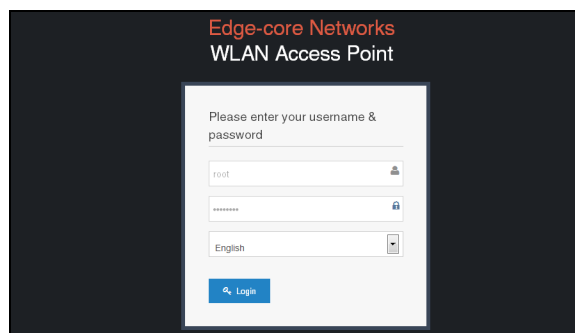 Edge-core Networks
WLAN Access Point
Please enter your username &
password
root
••••••••
English
Login